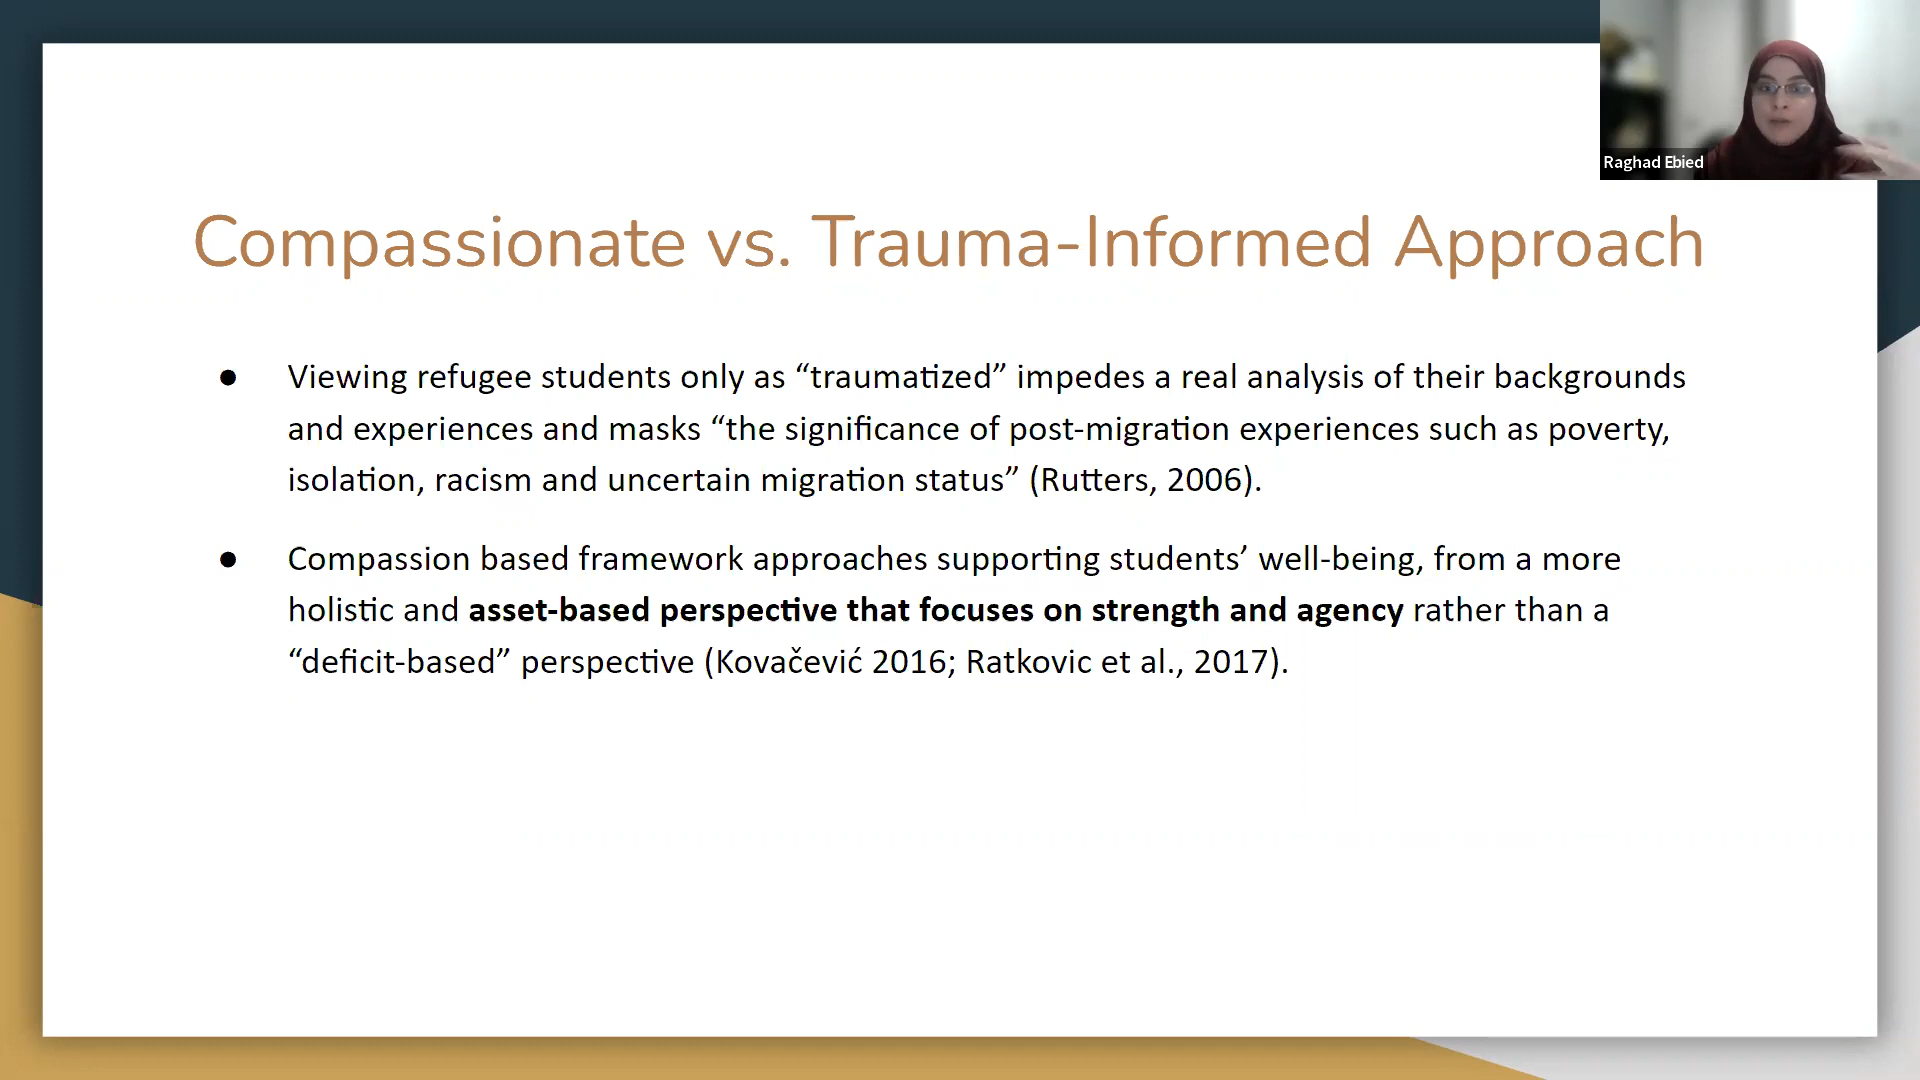 Raghad Ebied
Compassionate vs. Trauma-Informed Approach
● Viewing refugee students only as “traumatized” impedes a real analysis of their backgrounds
and experiences and masks “the significance of post-migration experiences such as poverty,
isolation, racism and uncertain migration status” (Rutters, 2006).
● Compassion based framework approaches supporting students’ well-being, from a more
holistic and asset-based perspective that focuses on strength and agency rather than a
“deficit-based” perspective (Kovačević 2016; Ratkovic et al., 2017).